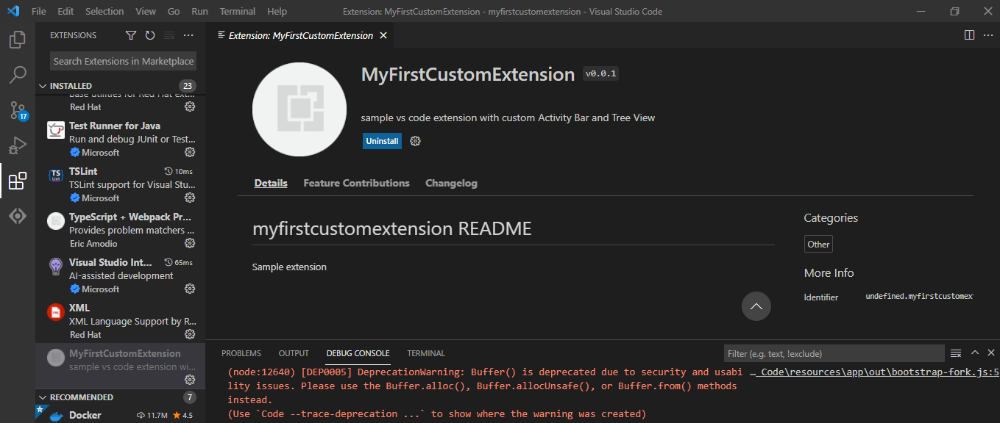 File Edit Selection View Go Run Terminal Help Extension: MyFirstCustomExtension - myfirstcustomextension - Visual Studio Code
EXTENSIONS
Search Extensions in Marketplace
INSTALLED 23
Base utilities for Red Hat ext...
Red Hat
Test Runner for Java
Run and debug JUnit or Test...
Microsoft
TS Lint
TSLint 10ms
TSLint support for Visual Stu...
Microsoft
TypeScript + Webpack Pr...
Provides problem matchers ...
Eric Amodio
Visual Studio Int... 65ms
AI-assisted development
Microsoft
XML
XML Language Support by R...
Red Hat
MyFirstCustomExtension
sample vs code extension wi...
RECOMMENDED 7
Docker 11.7M 4.5
17
Extension: MyFirstCustomExtension
MyFirstCustomExtension v0.0.1
sample vs code extension with custom Activity Bar and Tree View
Uninstall
Details Feature Contributions Changelog
myfirstcustomextension README
Sample extension
Categories
Other
More Info
Identifier undefined.myfirstcustomex
PROBLEMS OUTPUT DEBUG CONSOLE TERMINAL Filter (e.g. text, !exclude)
(node:12640) [DEP0005] DeprecationWarning: Buffer() is deprecated due to security and usabi … Code\resources\app\out\bootstrap-fork.js:5
lity issues. Please use the Buffer.alloc(), Buffer.allocUnsafe(), or Buffer.from() methods
instead.
(Use `Code --trace-deprecation ...` to show where the warning was created)